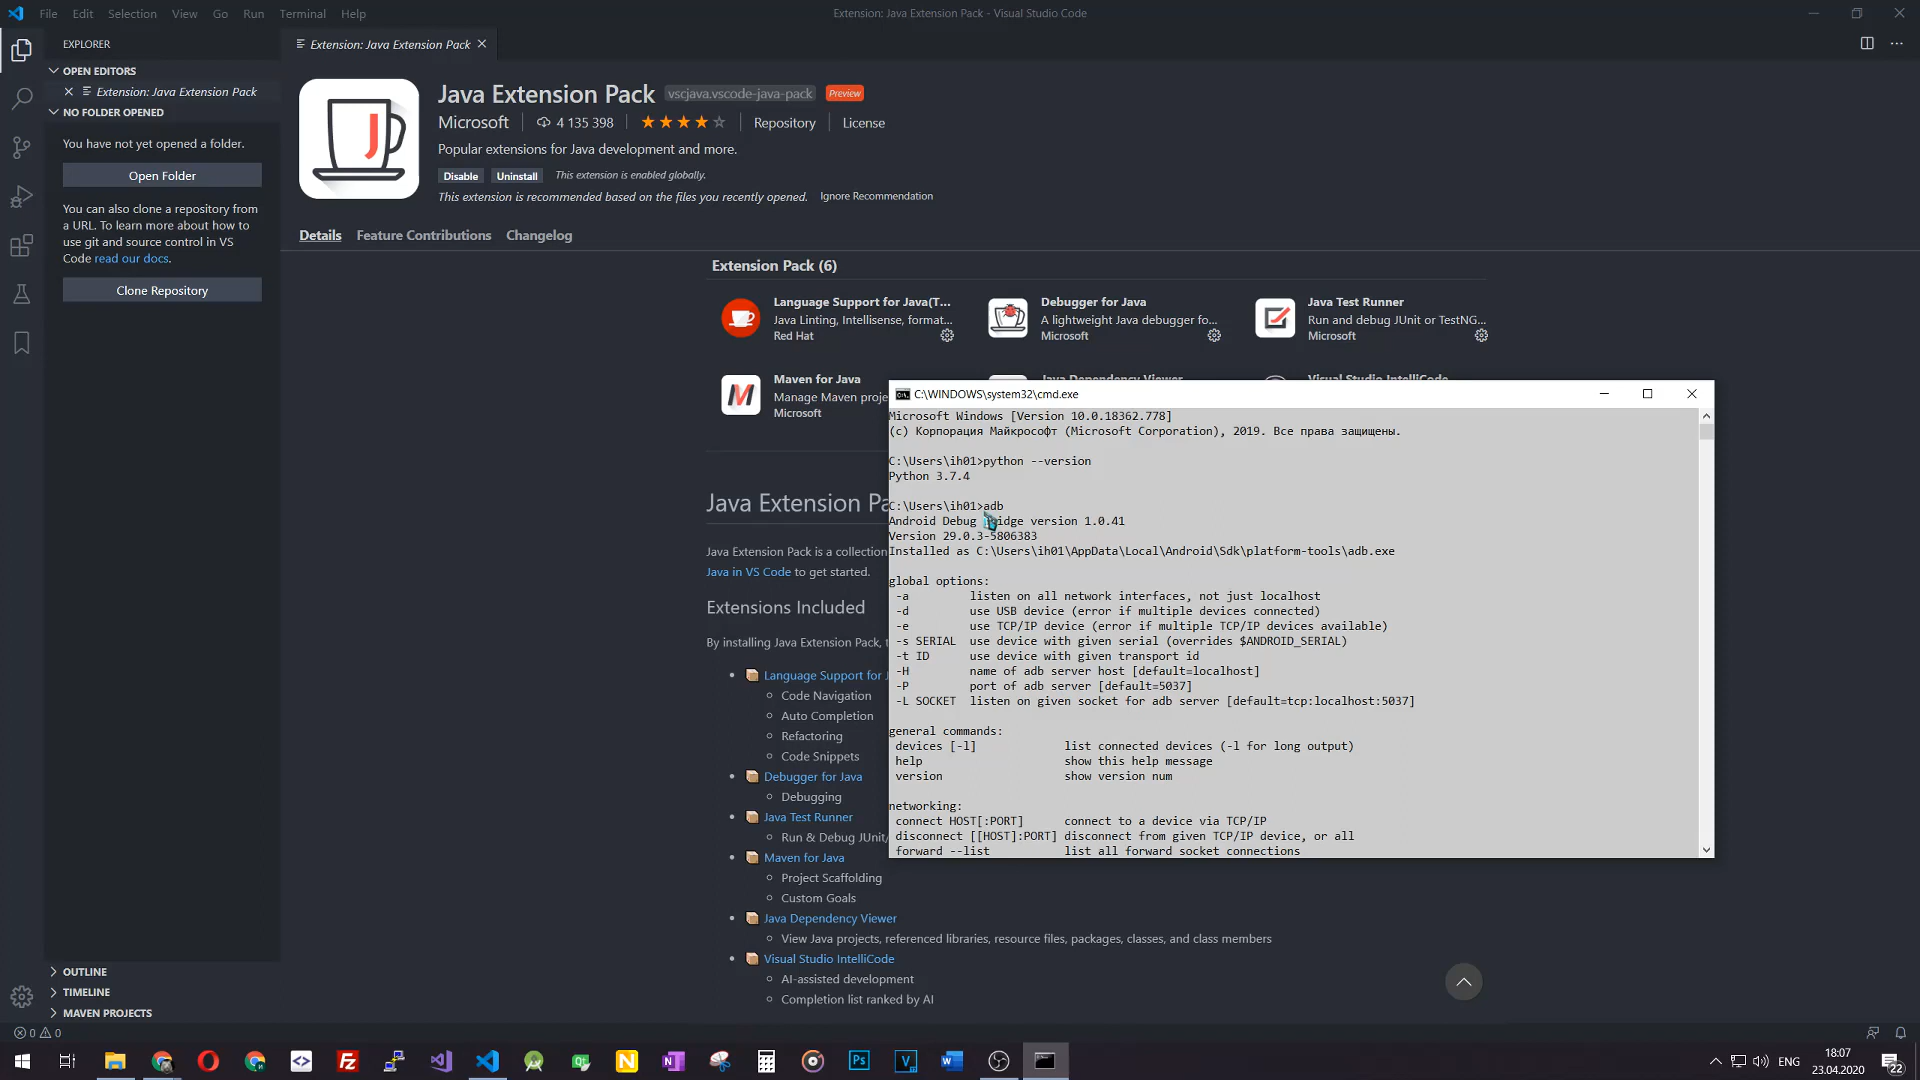 File Edit Selection View Go Run Terminal Help
Extension: Java Extension Pack - Visual Studio Code
EXPLORER
Extension: Java Extension Pack
OPEN EDITORS
Extension: Java Extension Pack
NO FOLDER OPENED
You have not yet opened a folder.
Open Folder
You can also clone a repository from
a URL. To learn more about how to
use git and source control in VS
Code read our docs.
Clone Repository
OUTLINE
TIMELINE
MAVEN PROJECTS
Java Extension Pack vscjava.vscode-java-pack Preview
Microsoft 4 135 398 Repository License
Popular extensions for Java development and more.
Disable Uninstall This extension is enabled globally.
This extension is recommended based on the files you recently opened. Ignore Recommendation
Details Feature Contributions Changelog
Extension Pack (6)
Language Support for Java(T...
Java Linting, Intellisense, format...
Red Hat
Debugger for Java
A lightweight Java debugger fo...
Microsoft
Java Test Runner
Run and debug JUnit or TestNG...
Microsoft
Maven for Java
Manage Maven proje
Microsoft
Java Dependency Viewer
Visual Studio IntelliCode
Java Extension Pa
Java Extension Pack is a collection
Java in VS Code to get started.
Extensions Included
By installing Java Extension Pack, t
Language Support for J
Code Navigation
Auto Completion
Refactoring
Code Snippets
Debugger for Java
Debugging
Java Test Runner
Run & Debug JUnit/
Maven for Java
Project Scaffolding
Custom Goals
Java Dependency Viewer
View Java projects, referenced libraries, resource files, packages, classes, and class members
Visual Studio IntelliCode
AI-assisted development
Completion list ranked by AI
C:\WINDOWS\system32\cmd.exe
Microsoft Windows [Version 10.0.18362.778]
(c) Корпорация Майкрософт (Microsoft Corporation), 2019. Все права защищены.
C:\Users\ih01>python --version
Python 3.7.4
C:\Users\ih01>adb
Android Debug Bridge version 1.0.41
Version 29.0.3-5806383
Installed as C:\Users\ih01\AppData\Local\Android\Sdk\platform-tools\adb.exe
global options:
-a listen on all network interfaces, not just localhost
-d use USB device (error if multiple devices connected)
-e use TCP/IP device (error if multiple TCP/IP devices available)
-s SERIAL use device with given serial (overrides $ANDROID_SERIAL)
-t ID use device with given transport id
-H name of adb server host [default=localhost]
-P port of adb server [default=5037]
-L SOCKET listen on given socket for adb server [default=tcp:localhost:5037]
general commands:
devices [-l] list connected devices (-l for long output)
help show this help message
version show version num
networking:
connect HOST[:PORT] connect to a device via TCP/IP
disconnect [[HOST]:PORT] disconnect from given TCP/IP device, or all
forward --list list all forward socket connections
0 0
Fz
Qt
N
N
Ps
V
W
ENG
18:07
23.04.2020
22